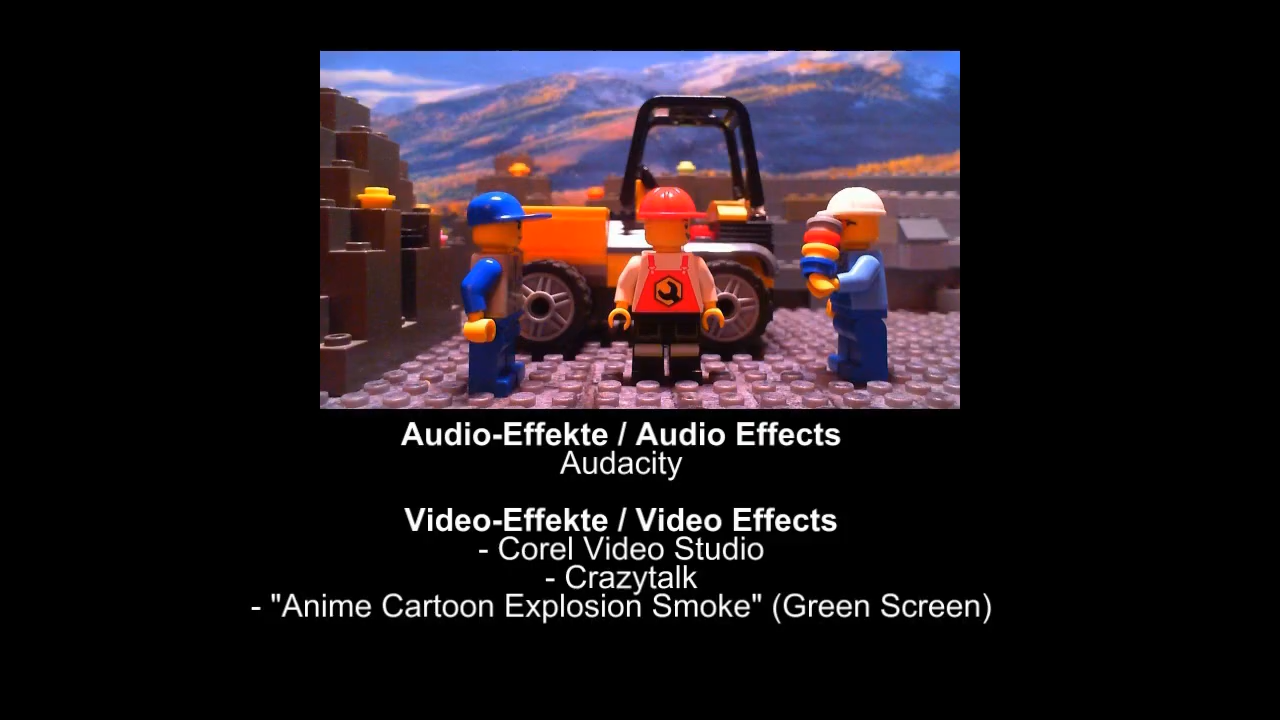 Audio-Effekte / Audio Effects
Audacity
Video-Effekte / Video Effects
- Corel Video Studio
- Crazytalk
- "Anime Cartoon Explosion Smoke" (Green Screen)